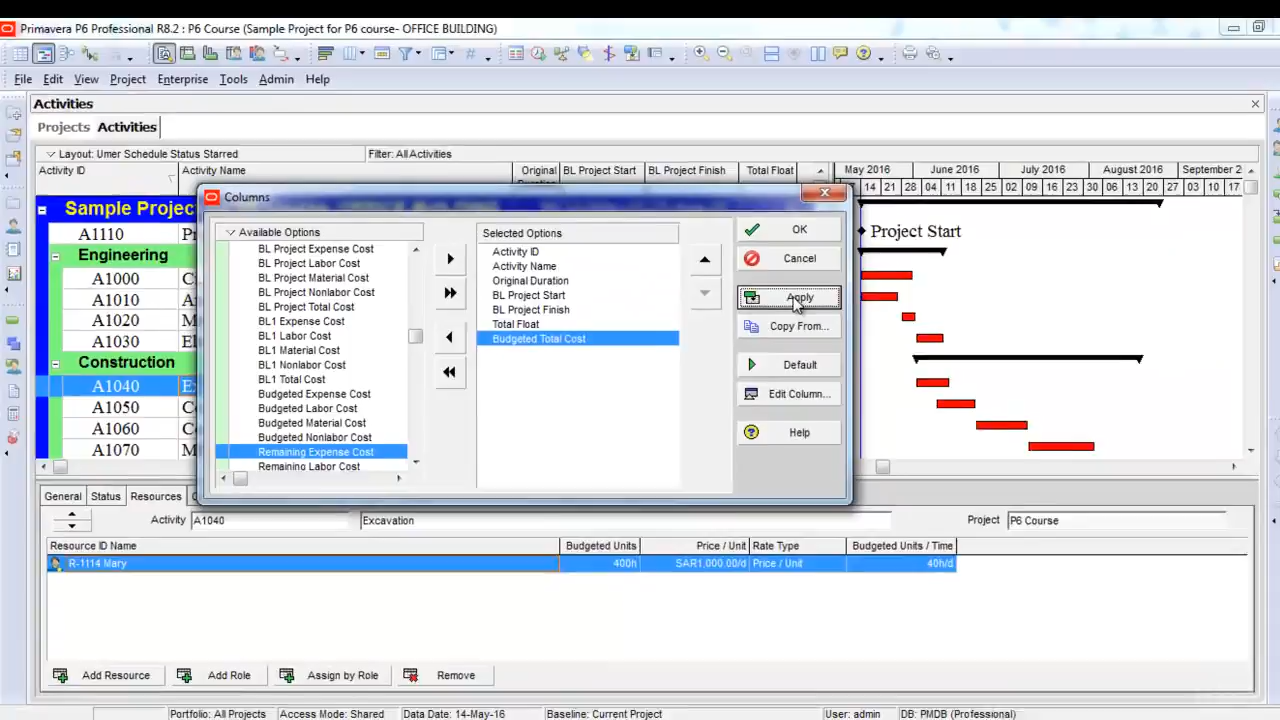 Primavera P6 Professional R8.2 : P6 Course (Sample Project for P6 course- OFFICE BUILDING)
File Edit View Project Enterprise Tools Admin Help
Activities
Projects Activities
Layout: Umer Schedule Status Starred Filter: All Activities
Activity ID Activity Name Original BL Project Start BL Project Finish Total Float May 2016 June 2016 July 2016 August 2016 September 2
14 21 28 04 11 18 25 02 09 16 23 30 06 13 20 27 03 10 17
Sample Projec
A1110
Project Start
Engineering
A1000
A1010
A1020
A1030
Construction
A1040
A1050
A1060
A1070
Columns
Available Options
BL Project Expense Cost
BL Project Labor Cost
BL Project Material Cost
BL Project Nonlabor Cost
BL Project Total Cost
BL1 Expense Cost
BL1 Labor Cost
BL1 Material Cost
BL1 Nonlabor Cost
BL1 Total Cost
Budgeted Expense Cost
Budgeted Labor Cost
Budgeted Material Cost
Budgeted Nonlabor Cost
Remaining Expense Cost
Remaining Labor Cost
Selected Options
Activity ID
Activity Name
Original Duration
BL Project Start
BL Project Finish
Total Float
Budgeted Total Cost
OK
Cancel
Apply
Copy From...
Default
Edit Column...
Help
General Status Resources
Activity A1040 Excavation Project P6 Course
Resource ID Name Budgeted Units Price / Unit Rate Type Budgeted Units / Time
R-1114 Mary 400h SAR1,000.00/d Price / Unit 40h/d
Add Resource Add Role Assign by Role Remove
Portfolio: All Projects Access Mode: Shared Data Date: 14-May-16 Baseline: Current Project User: admin DB: PMDB (Professional)